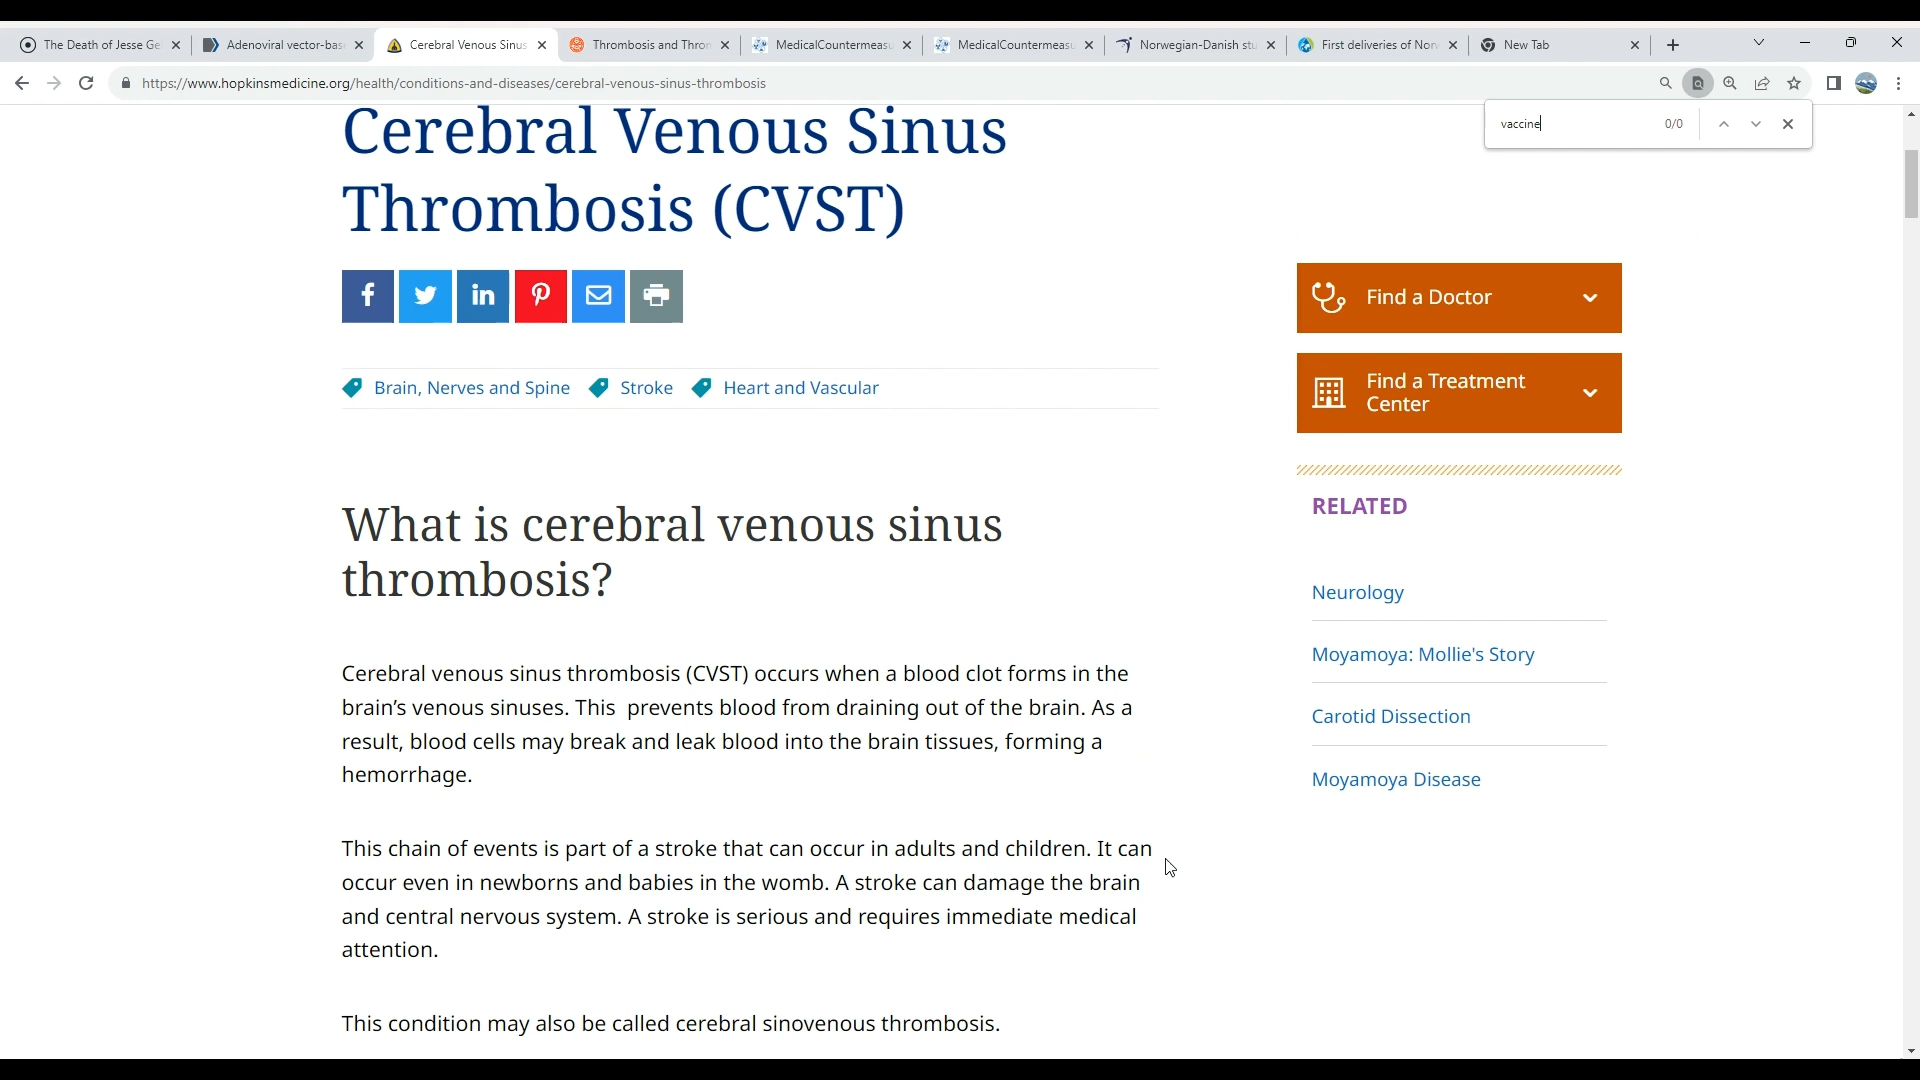 The Death of Jesse Ge
Adenoviral vector-bas
Cerebral Venous Sinus
Thrombosis and Thron
MedicalCountermeasu
MedicalCountermeasu
Norwegian-Danish stu
First deliveries of Nor
New Tab
https://www.hopkinsmedicine.org/health/conditions-and-diseases/cerebral-venous-sinus-thrombosis
vaccine 0/0
Cerebral Venous Sinus
Thrombosis (CVST)
Find a Doctor
Find a Treatment
Center
Brain, Nerves and Spine Stroke Heart and Vascular
RELATED
Neurology
Moyamoya: Mollie's Story
Carotid Dissection
Moyamoya Disease
What is cerebral venous sinus
thrombosis?
Cerebral venous sinus thrombosis (CVST) occurs when a blood clot forms in the
brain’s venous sinuses. This prevents blood from draining out of the brain. As a
result, blood cells may break and leak blood into the brain tissues, forming a
hemorrhage.
This chain of events is part of a stroke that can occur in adults and children. It can
occur even in newborns and babies in the womb. A stroke can damage the brain
and central nervous system. A stroke is serious and requires immediate medical
attention.
This condition may also be called cerebral sinovenous thrombosis.